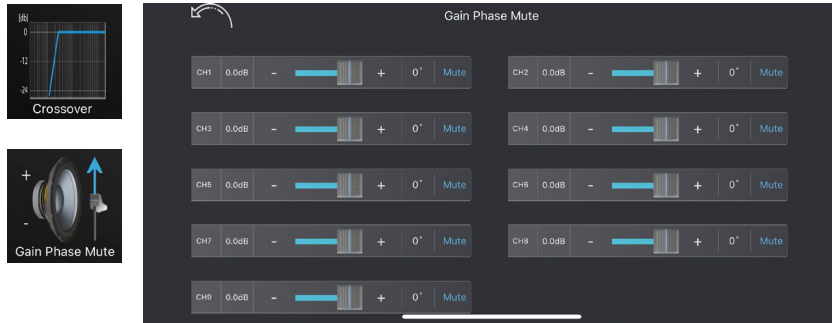 [db]
0
-12
-24
Crossover
+
-
Gain Phase Mute
Gain Phase Mute
CH1 0.0dB - + 0° Mute
CH2 0.0dB - + 0° Mute
CH3 0.0dB - + 0° Mute
CH4 0.0dB - + 0° Mute
CH5 0.0dB - + 0° Mute
CH6 0.0dB - + 0° Mute
CH7 0.0dB - + 0° Mute
CH8 0.0dB - + 0° Mute
CH9 0.0dB - + 0° Mute